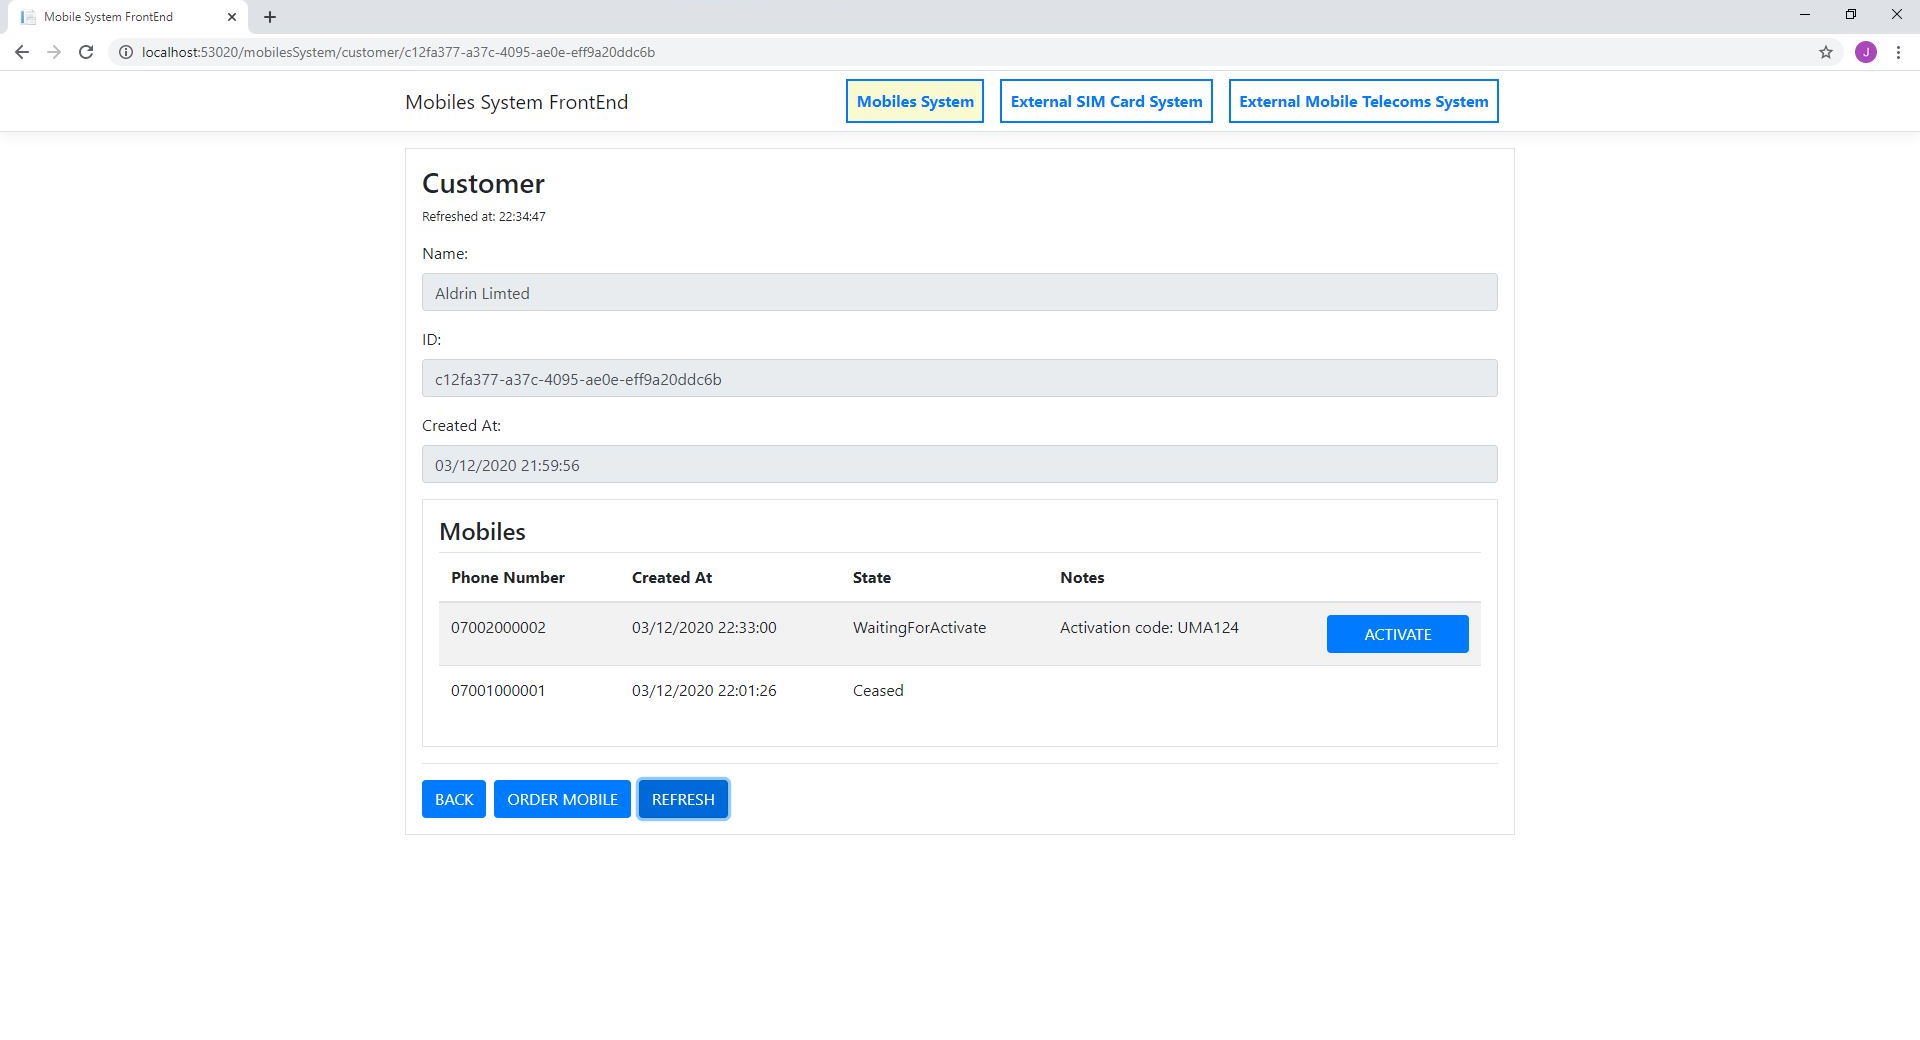 Mobile System FrontEnd
localhost:53020/mobilesSystem/customer/c12fa377-a37c-4095-ae0e-eff9a20ddc6b
J
Mobiles System FrontEnd
Mobiles System
External SIM Card System
External Mobile Telecoms System
Customer
Refreshed at: 22:34:47
Name:
Aldrin Limted
ID:
c12fa377-a37c-4095-ae0e-eff9a20ddc6b
Created At:
03/12/2020 21:59:56
Mobiles
Phone Number Created At State Notes
07002000002 03/12/2020 22:33:00 WaitingForActivate Activation code: UMA124 ACTIVATE
07001000001 03/12/2020 22:01:26 Ceased
BACK ORDER MOBILE REFRESH